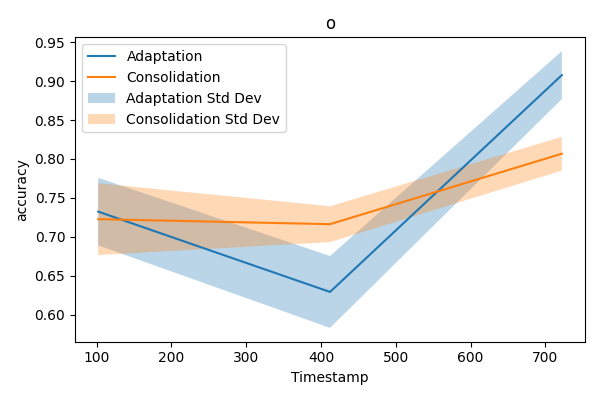 o
0.95
0.90
0.85
0.80
0.75
0.70
0.65
0.60
accuracy
Adaptation
Consolidation
Adaptation Std Dev
Consolidation Std Dev
100
200
300
400
500
600
700
Timestamp